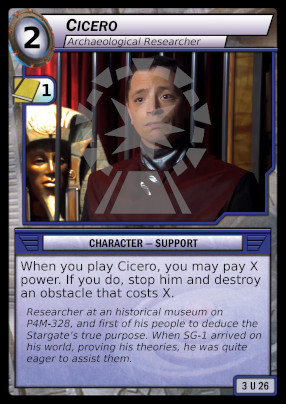 2
CICERO
Archaeological Researcher
1
CHARACTER – SUPPORT
When you play Cicero, you may pay X
power. If you do, stop him and destroy
an obstacle that costs X.
Researcher at an historical museum on
P4M-328, and first of his people to deduce the
Stargate's true purpose. When SG-1 arrived on
his world, proving his theories, he was quite
eager to assist them.
3 U 26